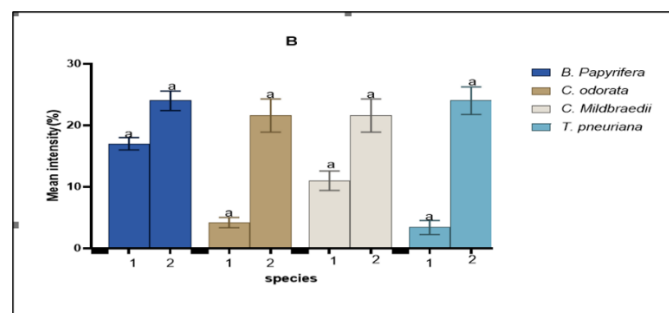 B
Mean intensity(%)
30
20
10
0
a
a
a
a
a
a
a
a
1
2
1
2
1
2
1
2
species
B. Papyrifera
C. odorata
C. Mildbraedii
T. pneuriana